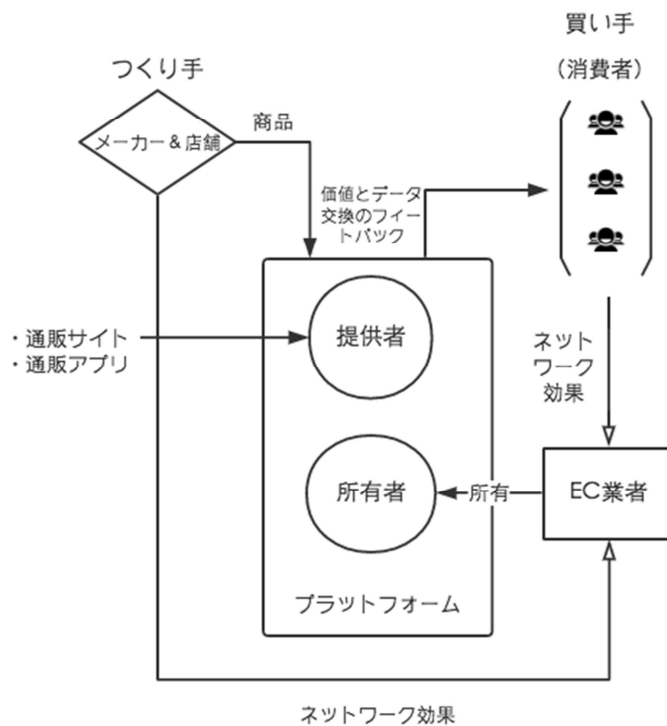 買い手
（消費者）
つくり手
メーカー＆店舗
商品
価値とデータ
交換のフィー
トバック
・通販サイト
・通販アプリ
提供者
ネット
ワーク
効果
所有者
所有
EC業者
プラットフォーム
ネットワーク効果